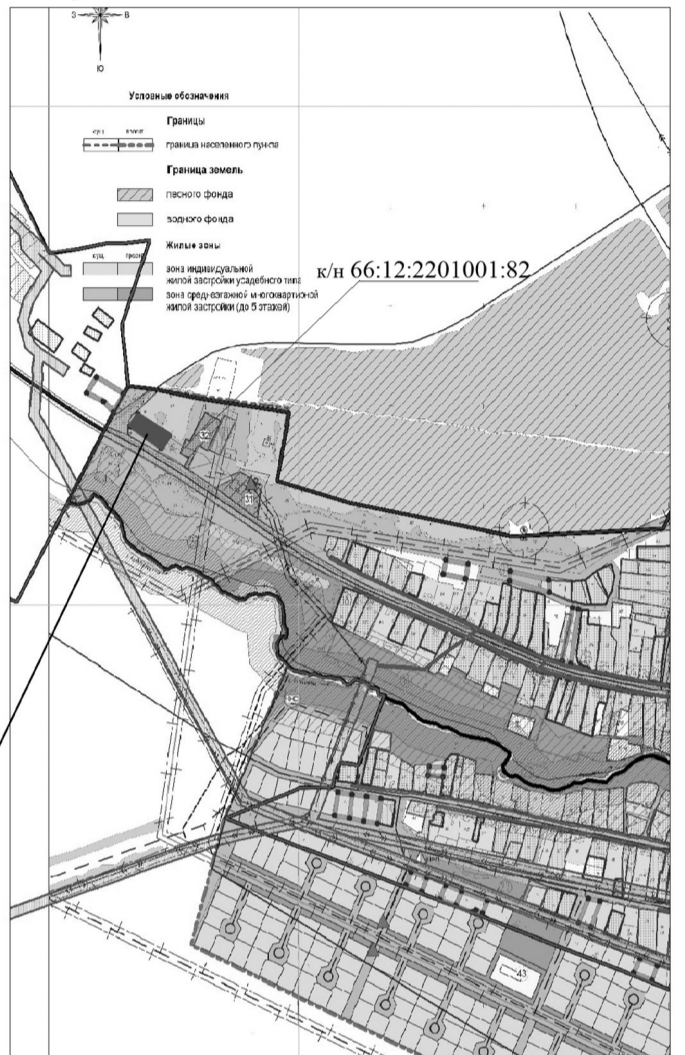 З В
Ю
Условные обозначения
Границы
сущ. проект.
граница населенного пункта
Граница земель
лесного фонда
водного фонда
Жилые зоны
сущ. проект.
зона индивидуальной
жилой застройки усадебного типа
к/н 66:12:2201001:82
зона среднеэтажной многоквартирной
жилой застройки (до 5 этажей)
32
31
43